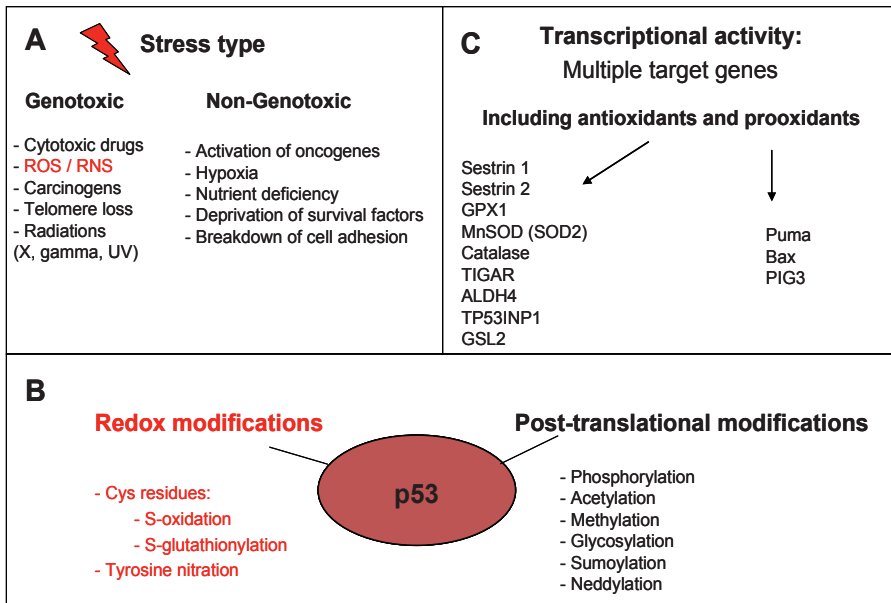 A
Stress type
Genotoxic
- Cytotoxic drugs
- ROS / RNS
- Carcinogens
- Telomere loss
- Radiations
(X, gamma, UV)
Non-Genotoxic
- Activation of oncogenes
- Hypoxia
- Nutrient deficiency
- Deprivation of survival factors
- Breakdown of cell adhesion
C
Transcriptional activity:
Multiple target genes
Including antioxidants and prooxidants
Sestrin 1
Sestrin 2
GPX1
MnSOD (SOD2)
Catalase
TIGAR
ALDH4
TP53INP1
GSL2
Puma
Bax
PIG3
B
Redox modifications
- Cys residues:
- S-oxidation
- S-glutathionylation
- Tyrosine nitration
p53
Post-translational modifications
- Phosphorylation
- Acetylation
- Methylation
- Glycosylation
- Sumoylation
- Neddylation